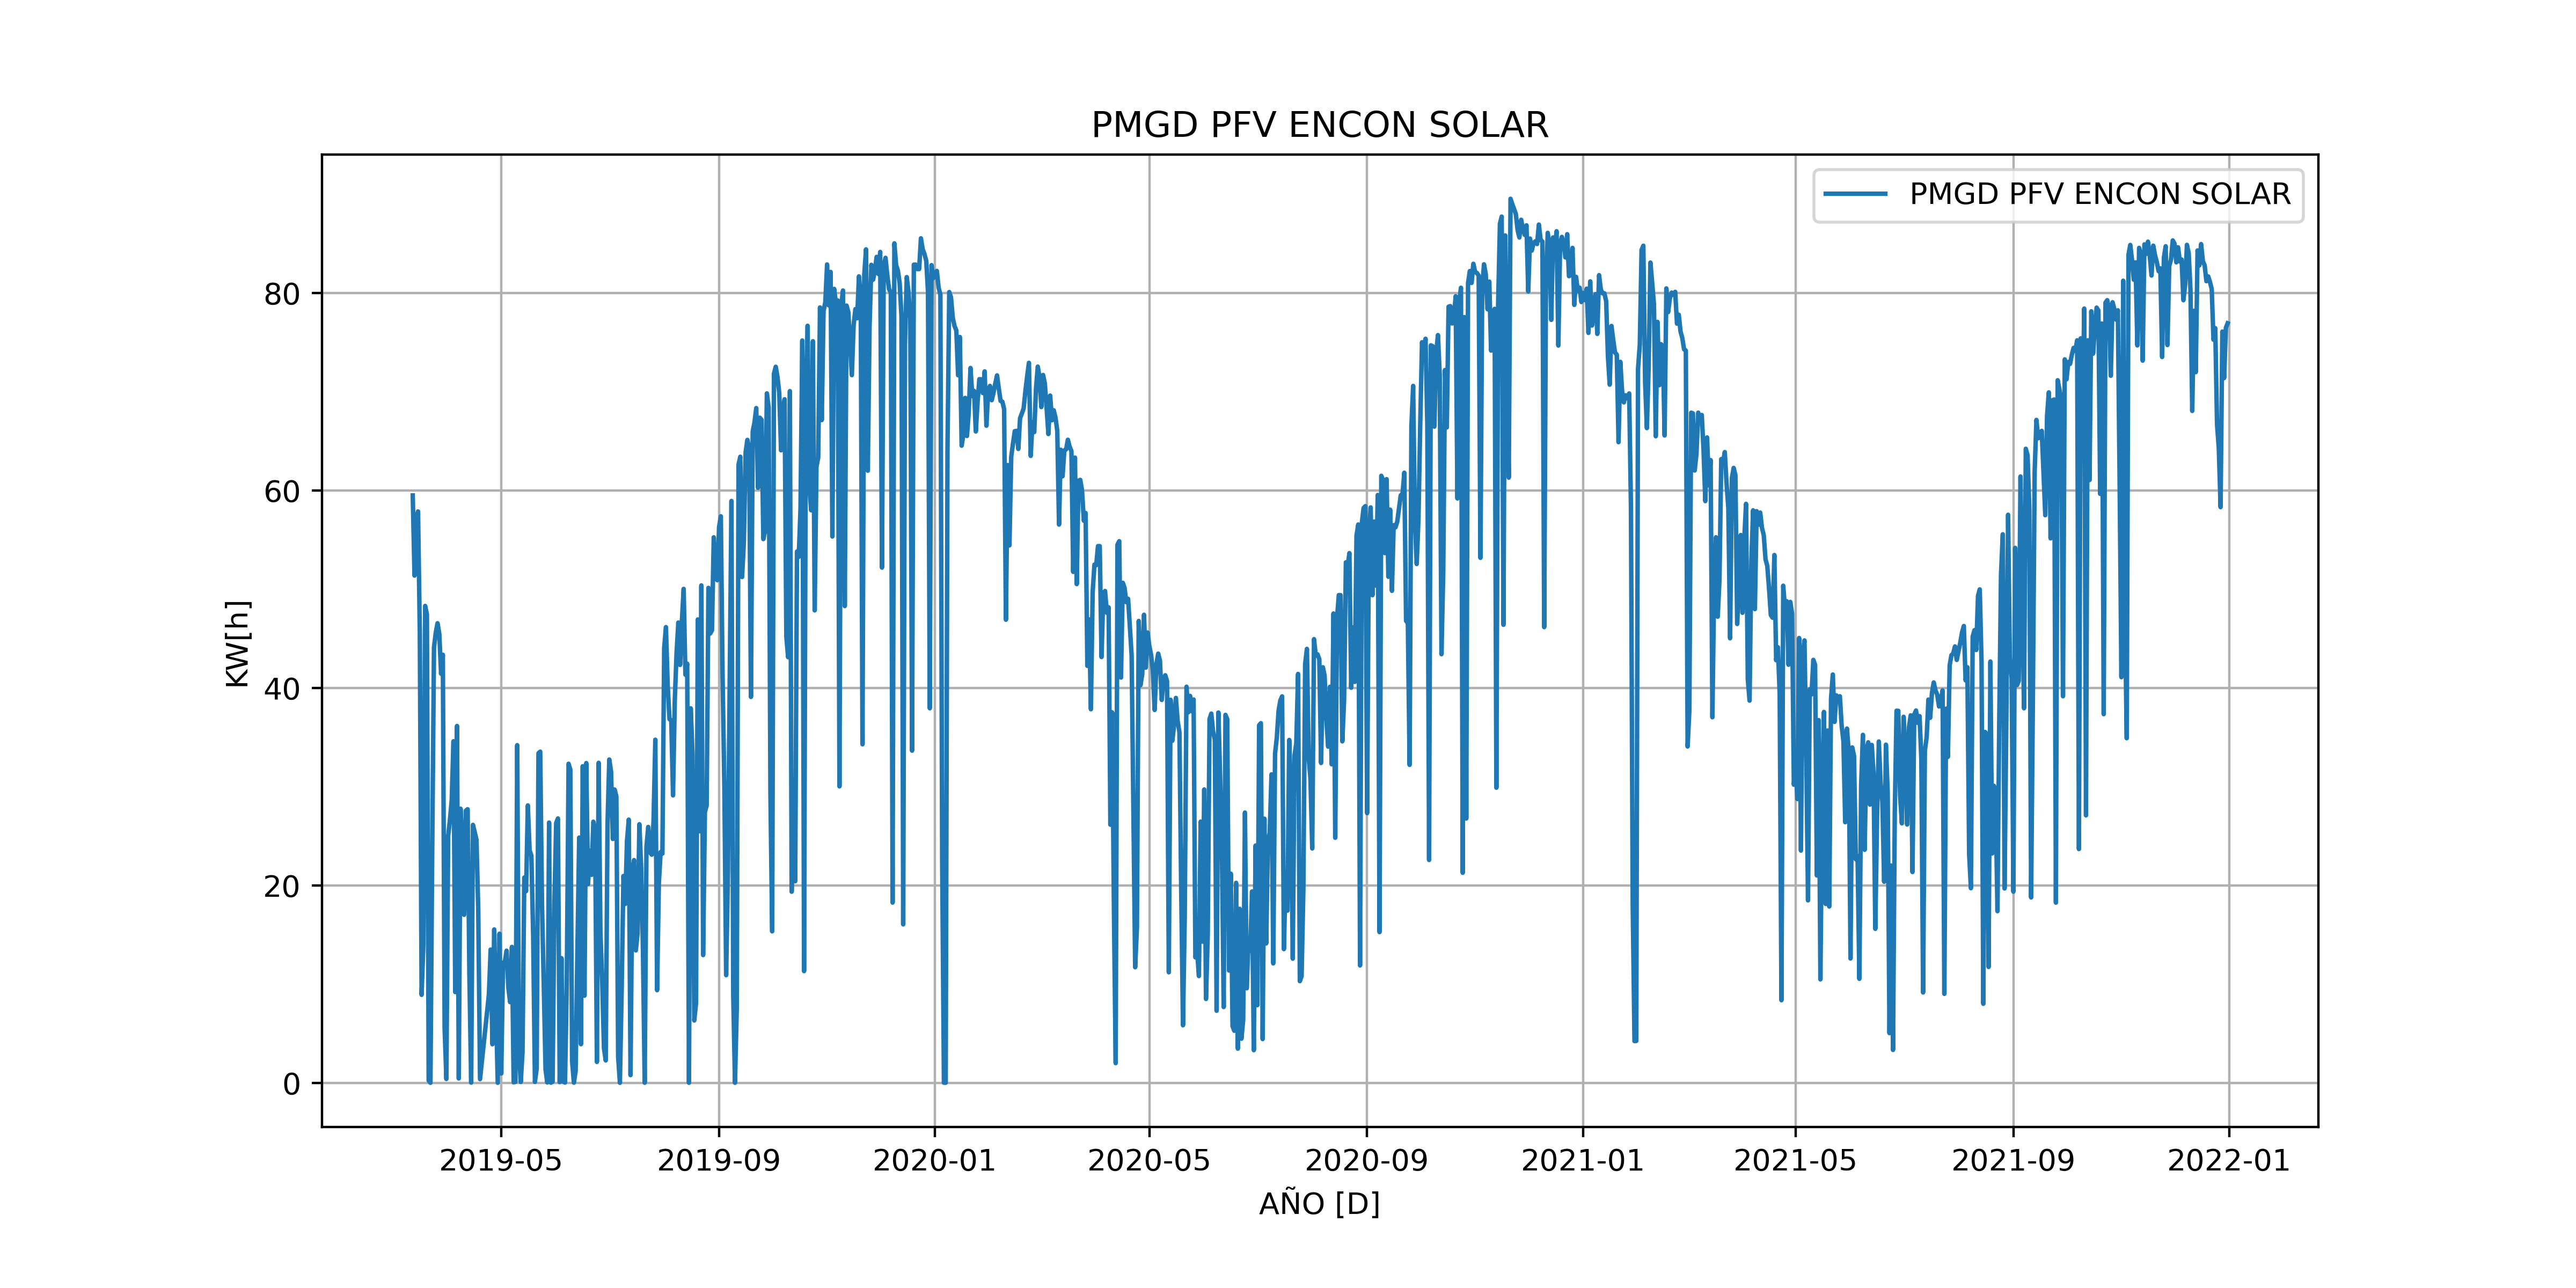 PMGD PFV ENCON SOLAR
PMGD PFV ENCON SOLAR
KW[h]
80
60
40
20
0
2019-05 2019-09 2020-01 2020-05 2020-09 2021-01 2021-05 2021-09 2022-01
AÑO [D]